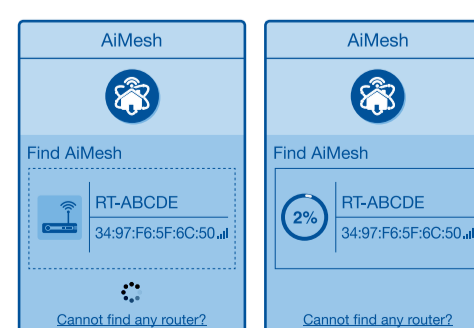 AiMesh
Find AiMesh
RT-ABCDE
34:97:F6:5F:6C:50
Cannot find any router?
AiMesh
Find AiMesh
2%
RT-ABCDE
34:97:F6:5F:6C:50
Cannot find any router?